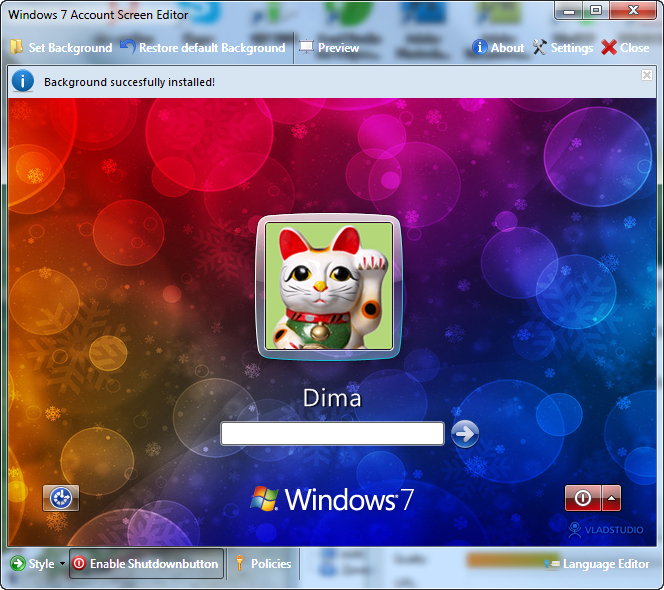 Windows 7 Account Screen Editor
Set Background
Restore default Background
Preview
About
Settings
Close
Background succesfully installed!
Dima
Windows 7
VLADSTUDIO
Style
Enable Shutdownbutton
Policies
Language Editor